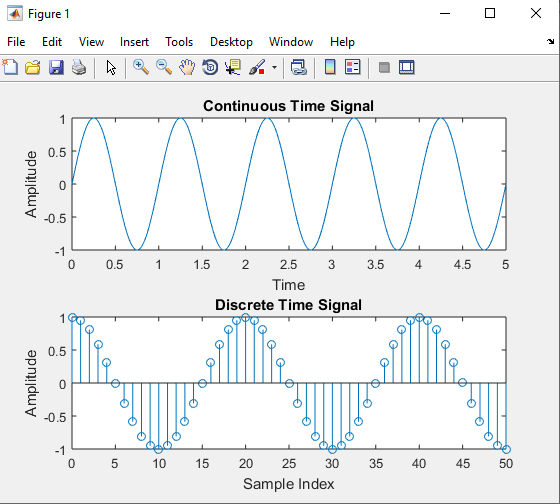 Figure 1
File Edit View Insert Tools Desktop Window Help
Continuous Time Signal
Amplitude
1
0.5
0
-0.5
-1
0 0.5 1 1.5 2 2.5 3 3.5 4 4.5 5
Time
Discrete Time Signal
Amplitude
1
0.5
0
-0.5
-1
0 5 10 15 20 25 30 35 40 45 50
Sample Index